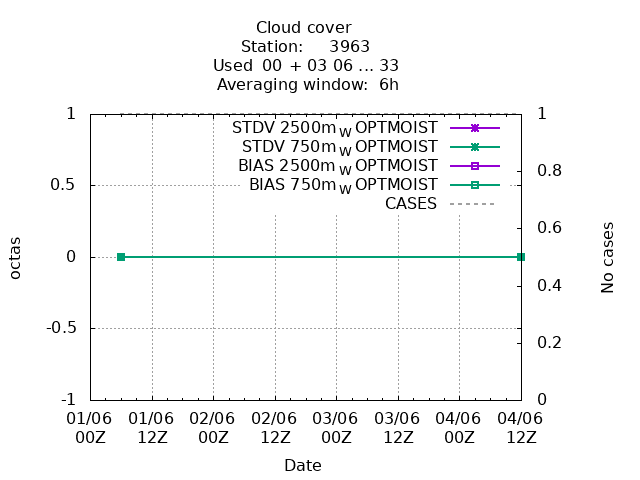 Cloud cover
Station: 3963
Used 00 + 03 06 ... 33
Averaging window: 6h
1
0.5
0
-0.5
-1
1
0.8
0.6
0.4
0.2
0
STDV 2500m W OPTMOIST
STDV 750m W OPTMOIST
BIAS 2500m W OPTMOIST
BIAS 750m W OPTMOIST
CASES
octas
No cases
01/06 01/06 02/06 02/06 03/06 03/06 04/06 04/06
00Z 12Z 00Z 12Z 00Z 12Z 00Z 12Z
Date